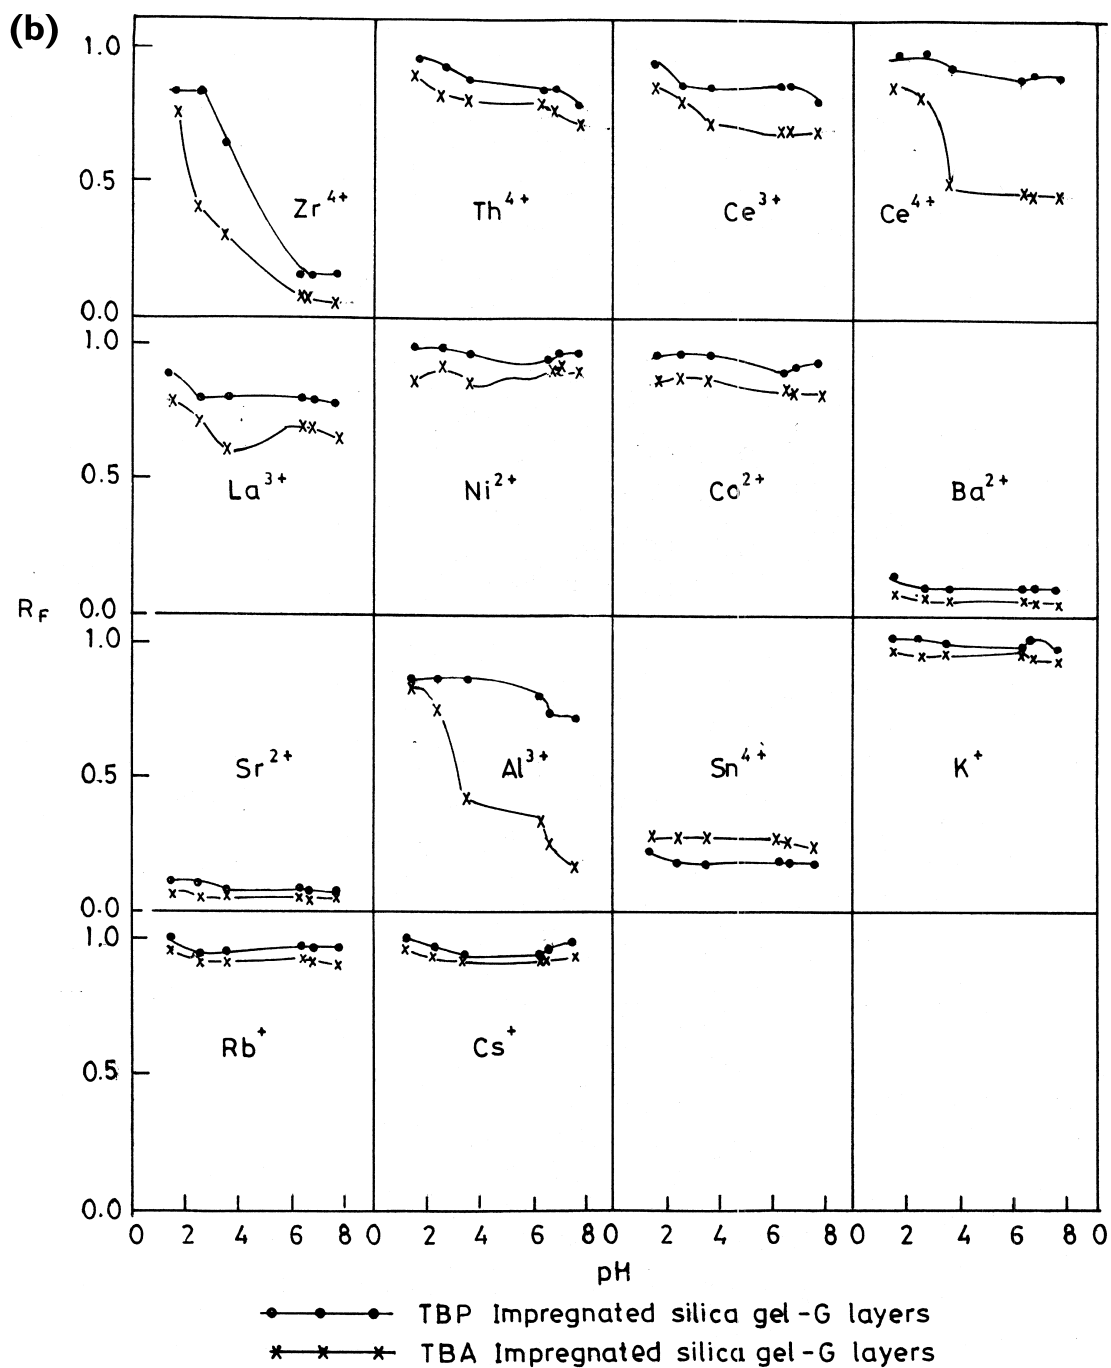 (b)
1.0
0.5
0.0
Zr4+
Th4+
Ce3+
Ce4+
1.0
0.5
0.0
La3+
Ni2+
Co2+
Ba2+
RF
1.0
0.5
0.0
Sr2+
Al3+
Sn4+
K+
1.0
0.5
0.0
Rb+
Cs+
0 2 4 6 8 0 2 4 6 8 0 2 4 6 8 0 2 4 6 8 0
pH
TBP Impregnated silica gel-G layers
TBA Impregnated silica gel-G layers